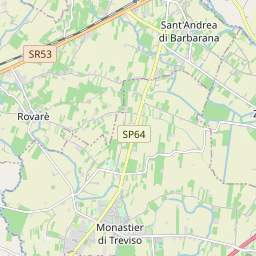 Sant'Andrea
di Barbarana
SR53
Rovarè
SP64
Monastier
di Treviso